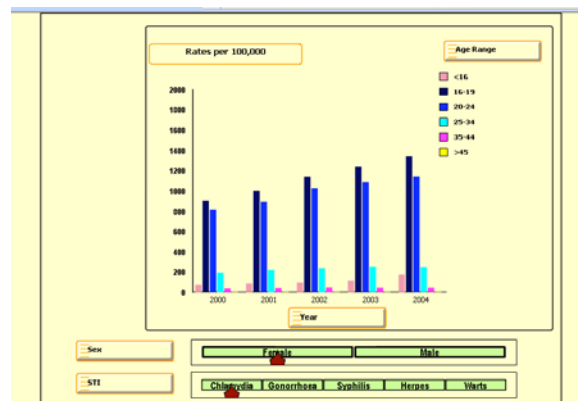 Rates per 100,000
Age Range
<16
16-19
20-24
25-34
35-44
>45
2000
1800
1600
1400
1200
1000
800
600
400
200
0
2000 2001 2002 2003 2004
Year
Sex
Female Male
STI
Chlamydia Gonorrhoea Syphilis Herpes Warts